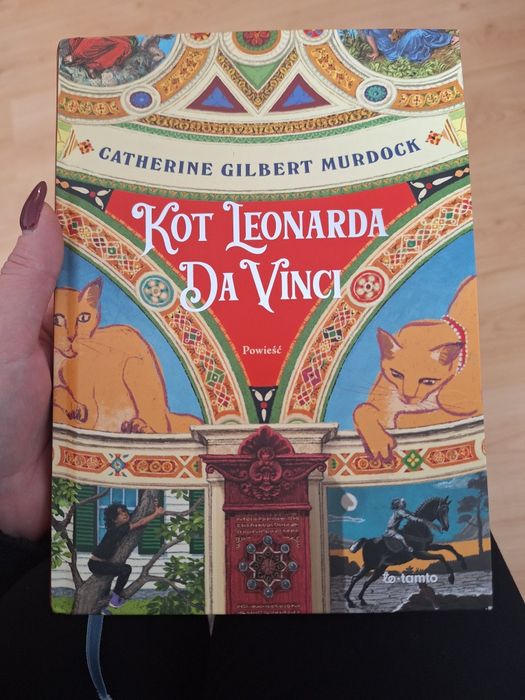 CATHERINE GILBERT MURDOCK
KOT LEONARDA
DA VINCI
Powieść
to•tamto